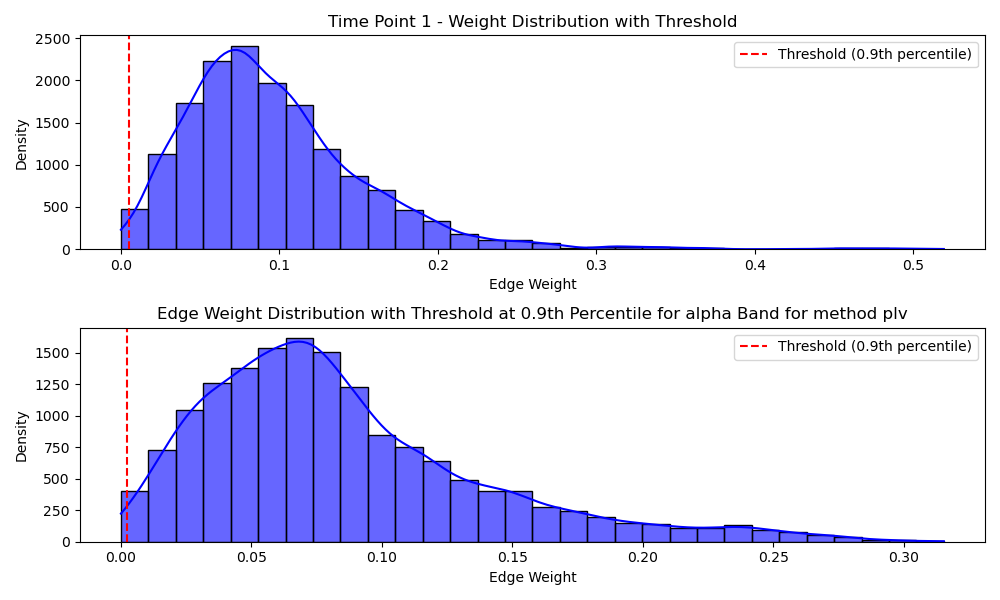 Time Point 1 - Weight Distribution with Threshold
Threshold (0.9th percentile)
Density
2500
2000
1500
1000
500
0
0.0 0.1 0.2 0.3 0.4 0.5
Edge Weight
Edge Weight Distribution with Threshold at 0.9th Percentile for alpha Band for method plv
Threshold (0.9th percentile)
Density
1500
1250
1000
750
500
250
0
0.00 0.05 0.10 0.15 0.20 0.25 0.30
Edge Weight